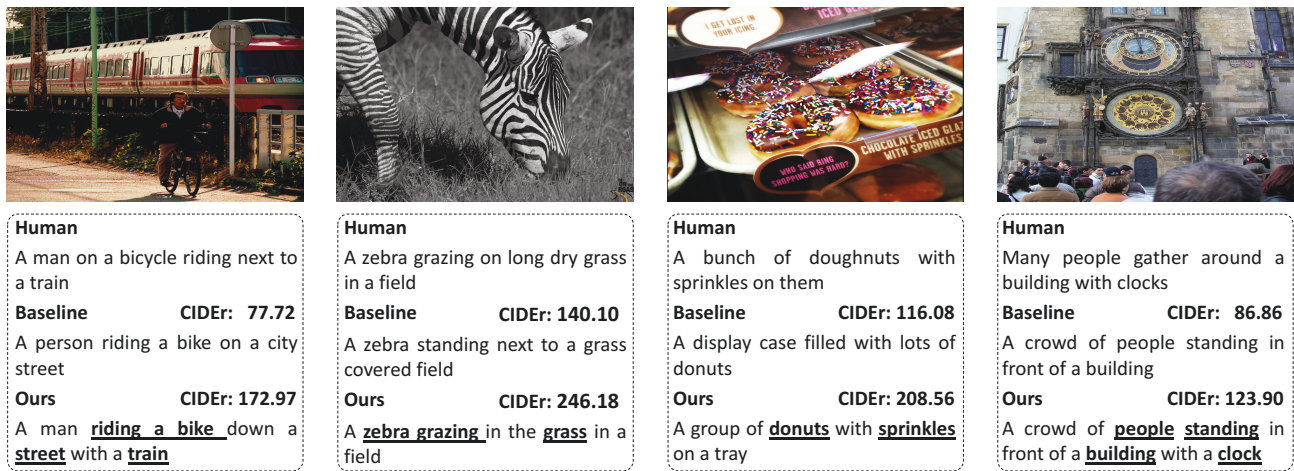 I GET LOST IN
YOUR ICING.
ICED GLA
WHO SAID RING
SHOPPING WAS HARD?
CHOCOLATE ICED GLAZ
WITH SPRINKLES
Human
A man on a bicycle riding next to
a train
Baseline CIDEr: 77.72
A person riding a bike on a city
street
Ours CIDEr: 172.97
A man riding a bike down a
street with a train
Human
A zebra grazing on long dry grass
in a field
Baseline CIDEr: 140.10
A zebra standing next to a grass
covered field
Ours CIDEr: 246.18
A zebra grazing in the grass in a
field
Human
A bunch of doughnuts with
sprinkles on them
Baseline CIDEr: 116.08
A display case filled with lots of
donuts
Ours CIDEr: 208.56
A group of donuts with sprinkles
on a tray
Human
Many people gather around a
building with clocks
Baseline CIDEr: 86.86
A crowd of people standing in
front of a building
Ours CIDEr: 123.90
A crowd of people standing in
front of a building with a clock